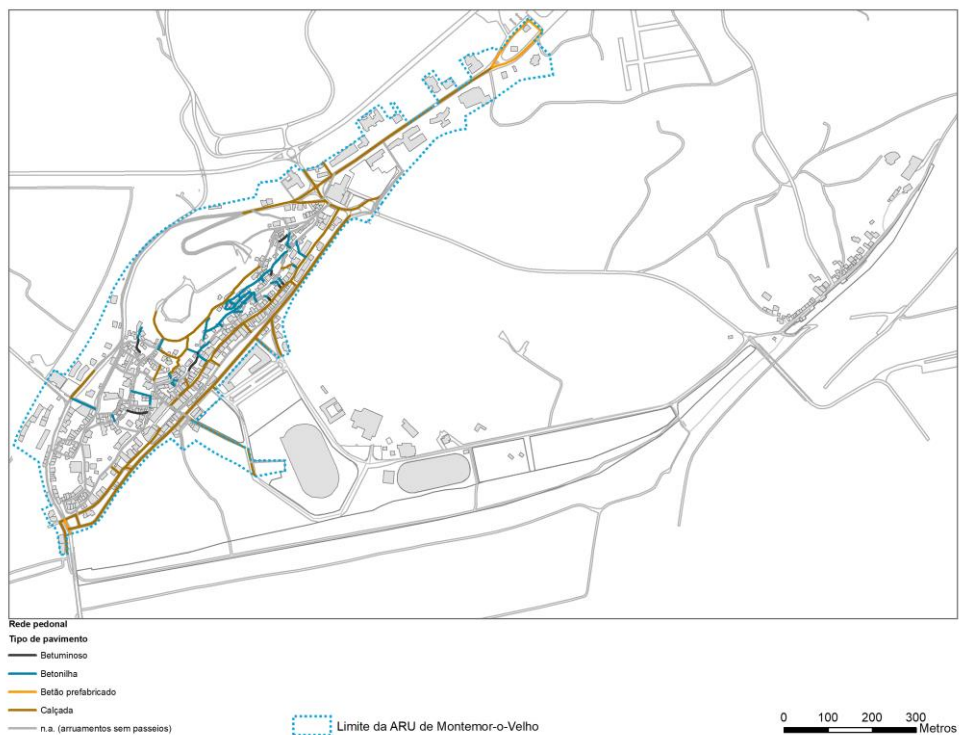 Rede pedonal
Tipo de pavimento
Betuminoso
Betonilha
Betão prefabricado
Calçada
n.a. (arruamentos sem passeios)
Limite da ARU de Montemor-o-Velho
0 100 200 300
Metros